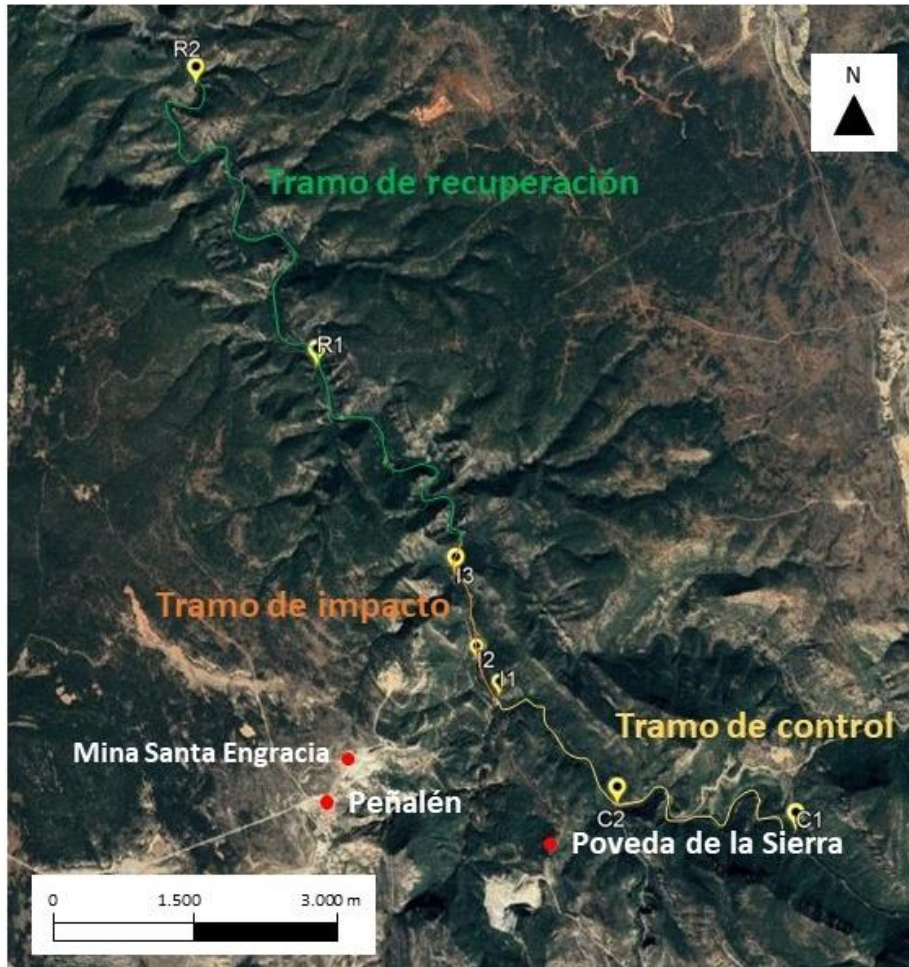 R2
N
Tramo de recuperación
R1
I3
Tramo de impacto
I2
I1
Tramo de control
Mina Santa Engracia
Peñalén
C2
C1
Poveda de la Sierra
0 1.500 3.000 m